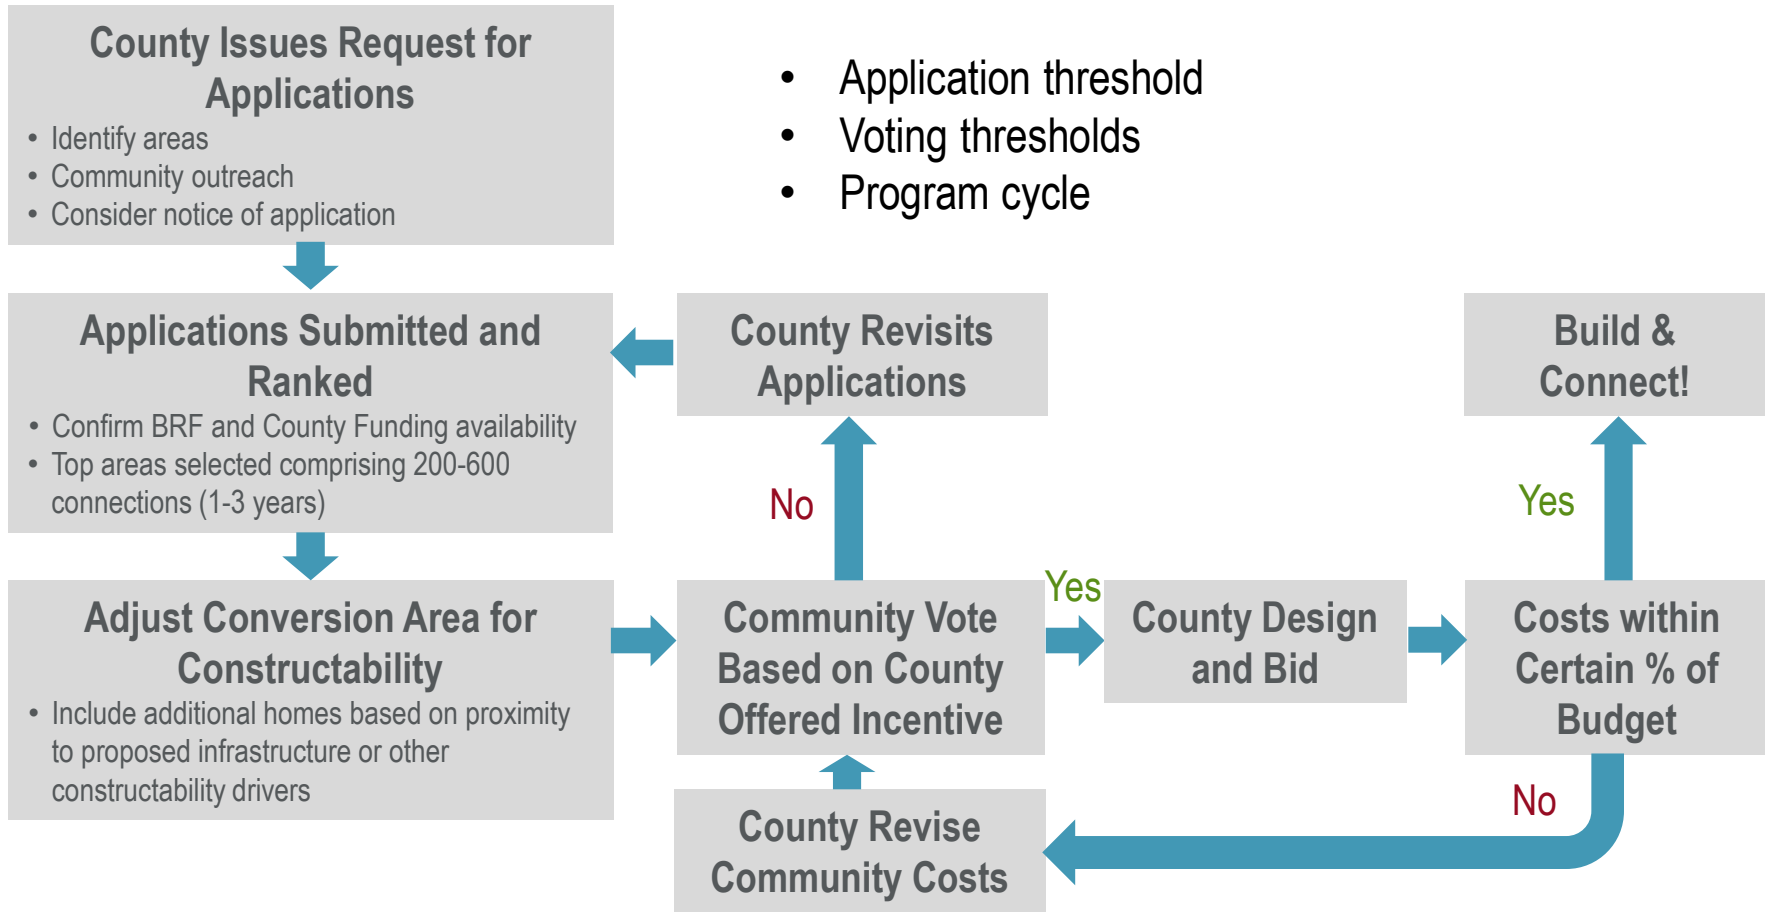 County Issues Request for
Applications
• Identify areas
• Community outreach
• Consider notice of application
• Application threshold
• Voting thresholds
• Program cycle
Applications Submitted and
Ranked
• Confirm BRF and County Funding availability
• Top areas selected comprising 200-600
connections (1-3 years)
County Revisits
Applications
Build &
Connect!
No
Yes
Adjust Conversion Area for
Constructability
• Include additional homes based on proximity
to proposed infrastructure or other
constructability drivers
Community Vote
Based on County
Offered Incentive
Yes
County Design
and Bid
Costs within
Certain % of
Budget
No
County Revise
Community Costs